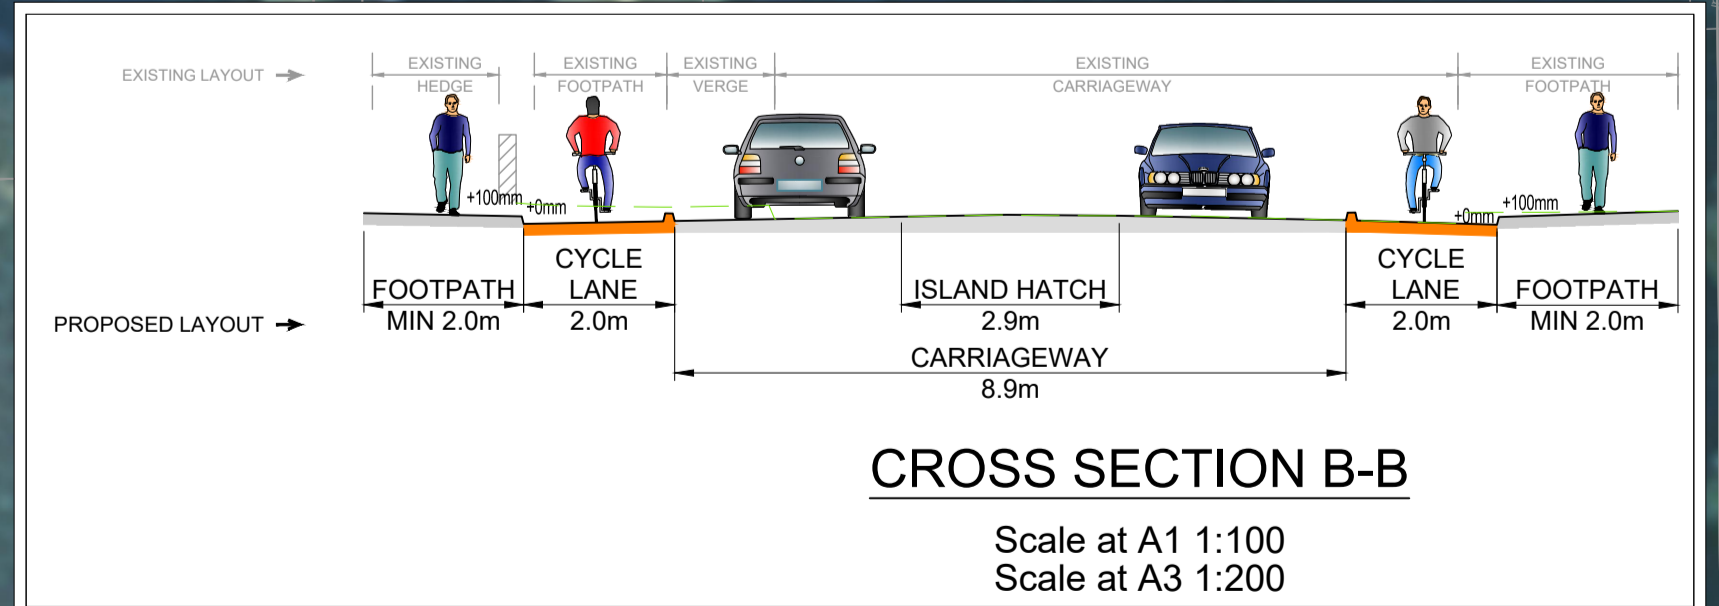 EXISTING LAYOUT
EXISTING
HEDGE
EXISTING
FOOTPATH
EXISTING
VERGE
EXISTING
CARRIAGEWAY
EXISTING
FOOTPATH
+100mm
+0mm
+0mm
+100mm
PROPOSED LAYOUT
FOOTPATH
MIN 2.0m
CYCLE
LANE
2.0m
ISLAND HATCH
2.9m
CARRIAGEWAY
8.9m
CYCLE
LANE
2.0m
FOOTPATH
MIN 2.0m
CROSS SECTION B-B
Scale at A1 1:100
Scale at A3 1:200